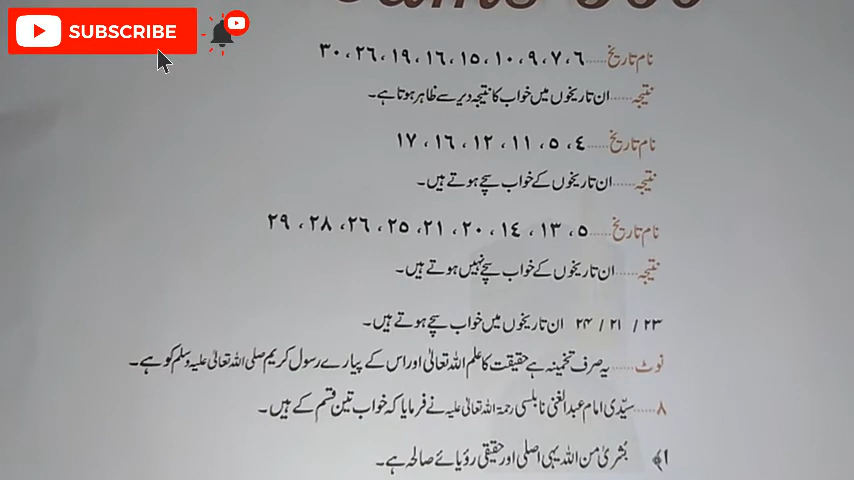 SUBSCRIBE
نام تاریخ......۶، ۷، ۹، ۱۰، ۱۵، ۱۶، ۱۹، ۲۶، ۳۰
نتیجہ......ان تاریخوں میں خواب کا نتیجہ دیر سے ظاہر ہوتا ہے۔
نام تاریخ......٤، ۵، ۱۱، ۱۲، ۱۶، ۱۷
نتیجہ......ان تاریخوں کے خواب سچے ہوتے ہیں۔
نام تاریخ......۵، ۱۳، ۱٤، ۲۰، ۲۱، ۲۵، ۲۶، ۲۸، ۲۹
نتیجہ......ان تاریخوں کے خواب سچے نہیں ہوتے ہیں۔
۲۳ / ۲۱ / ۲۴ ان تاریخوں میں خواب سچے ہوتے ہیں۔
نوٹ......یہ صرف تخمینہ ہے حقیقت کا علم اللہ تعالیٰ اور اس کے پیارے رسول کریم صلی اللہ تعالیٰ علیہ وسلم کو ہے۔
۸......سیّدی امام عبدالغنی نابلسی رحمۃ اللہ تعالیٰ علیہ نے فرمایا کہ خواب تین قسم کے ہیں۔
۱﴾ بُشریٰ من اللہ یہی اصلی اور حقیقی رؤیائے صالحہ ہے۔